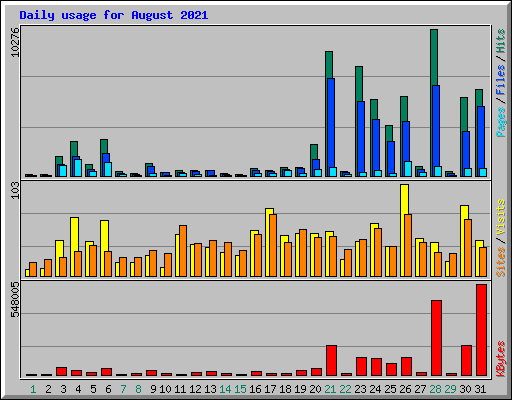 Daily usage for August 2021
10276
Pages / Files / Hits
103
Sites / Visits
548005
KBytes
1 2 3 4 5 6 7 8 9 10 11 12 13 14 15 16 17 18 19 20 21 22 23 24 25 26 27 28 29 30 31